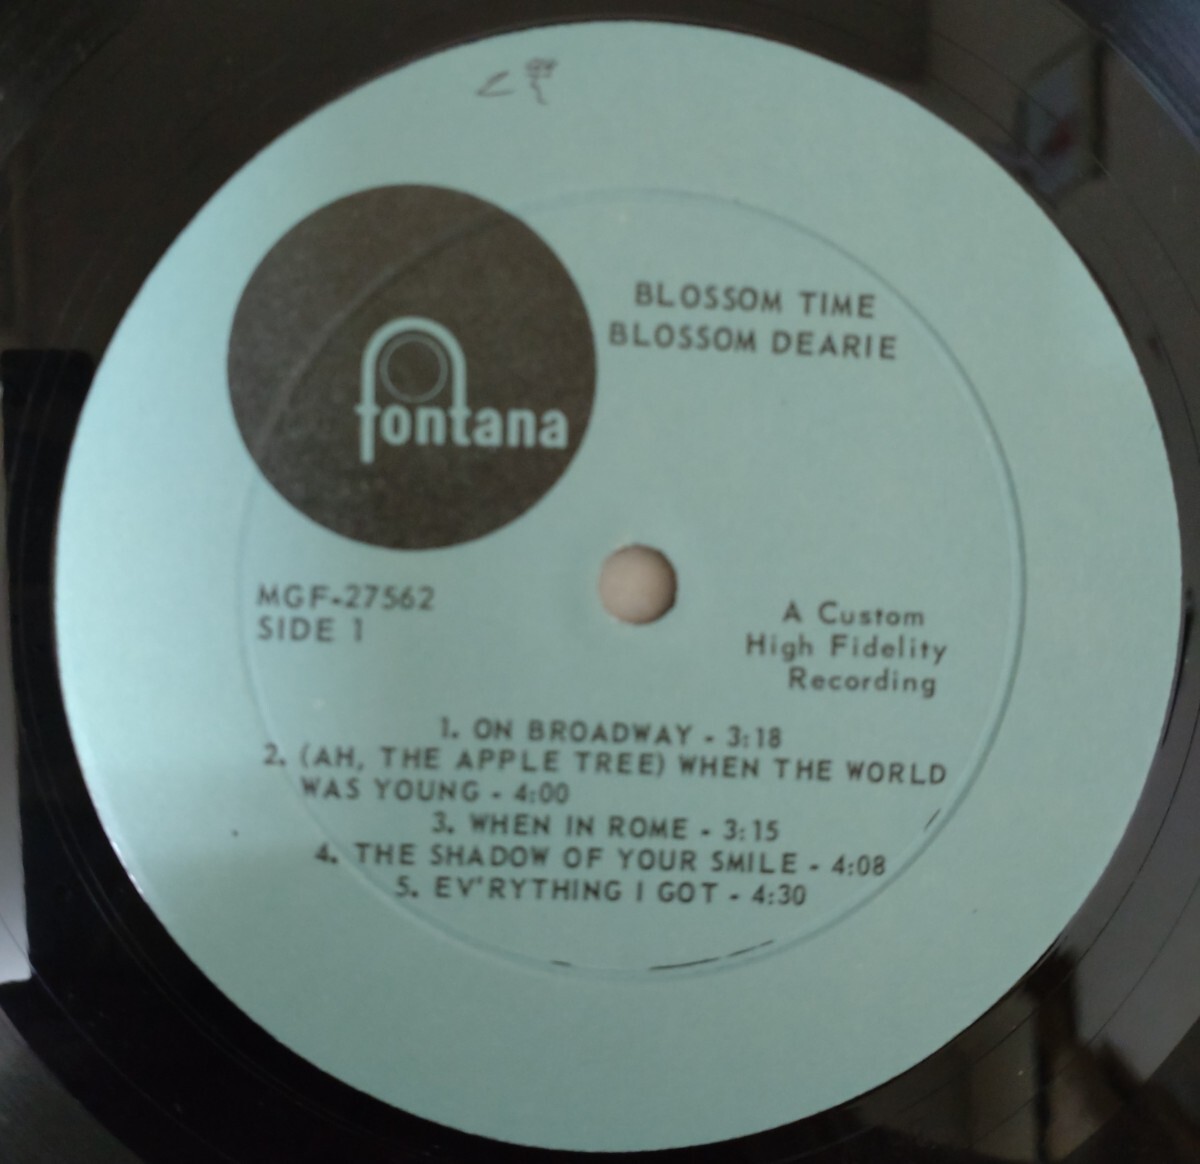 BLOSSOM TIME
BLOSSOM DEARIE
fontana
MGF-27562
SIDE 1
A Custom
High Fidelity
Recording
1. ON BROADWAY - 3:18
2. (AH, THE APPLE TREE) WHEN THE WORLD
WAS YOUNG - 4:00
3. WHEN IN ROME - 3:15
4. THE SHADOW OF YOUR SMILE - 4:08
5. EV'RYTHING I GOT - 4:30